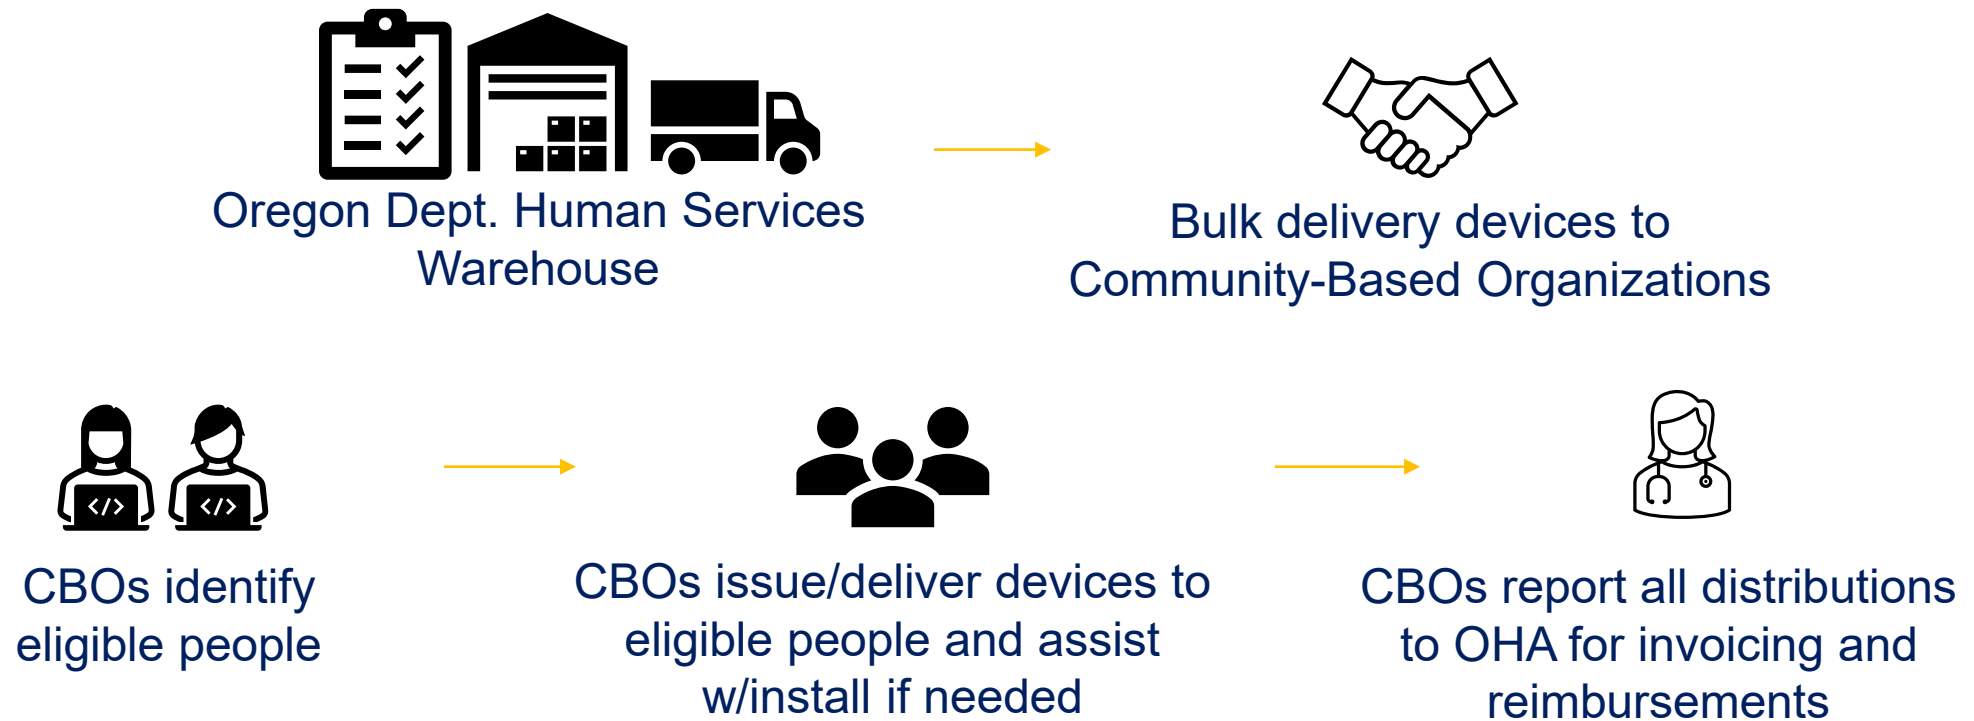 Oregon Dept. Human Services
Warehouse
Bulk delivery devices to
Community-Based Organizations
</>
</>
CBOs identify
eligible people
CBOs issue/deliver devices to
eligible people and assist
w/install if needed
CBOs report all distributions
to OHA for invoicing and
reimbursements